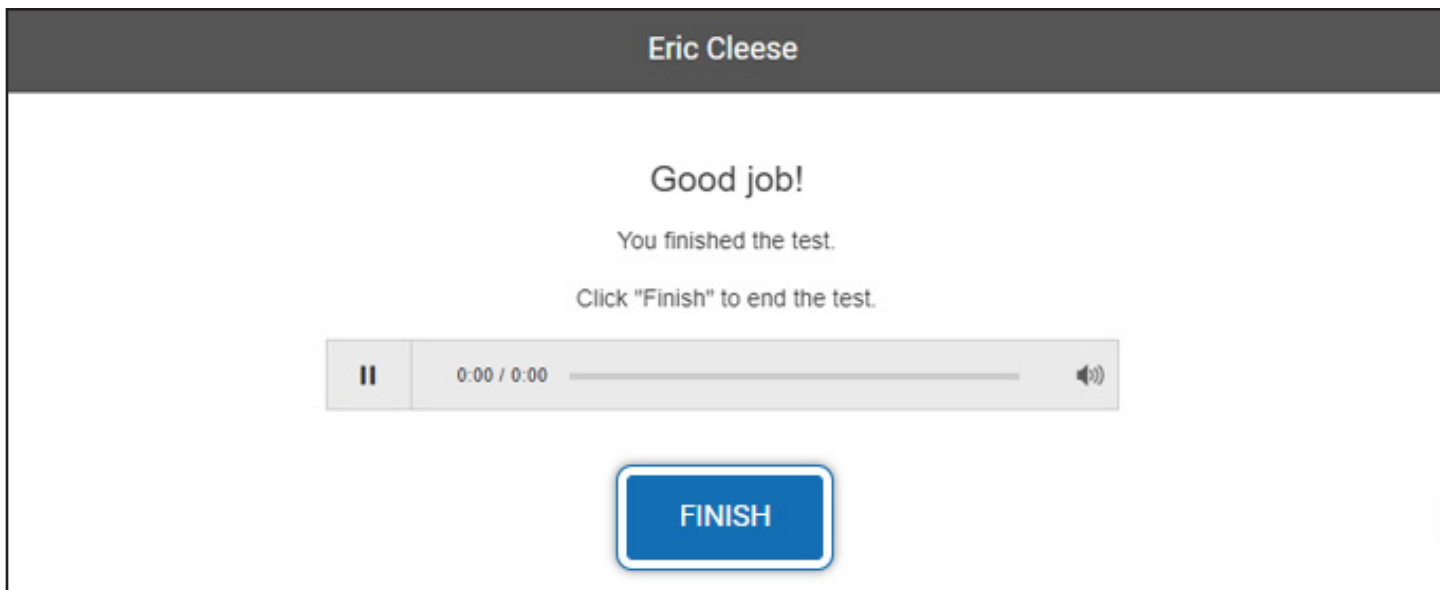 Eric Cleese
Good job!
You finished the test.
Click "Finish" to end the test.
0:00 / 0:00
FINISH